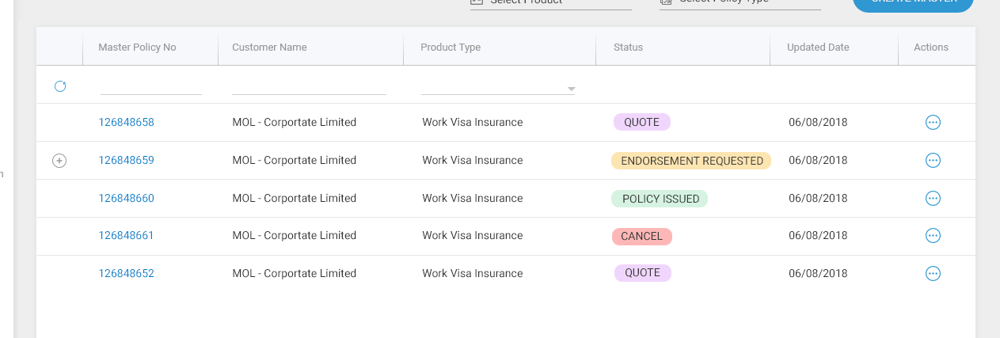 Select Product Select Policy Type CREATE MASTER
Master Policy No Customer Name Product Type Status Updated Date Actions
126848658 MOL - Corportate Limited Work Visa Insurance QUOTE 06/08/2018
126848659 MOL - Corportate Limited Work Visa Insurance ENDORSEMENT REQUESTED 06/08/2018
126848660 MOL - Corportate Limited Work Visa Insurance POLICY ISSUED 06/08/2018
126848661 MOL - Corportate Limited Work Visa Insurance CANCEL 06/08/2018
126848652 MOL - Corportate Limited Work Visa Insurance QUOTE 06/08/2018